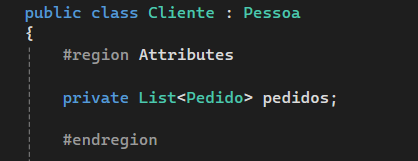 public class Cliente : Pessoa
{
#region Attributes
private List<Pedido> pedidos;
#endregion